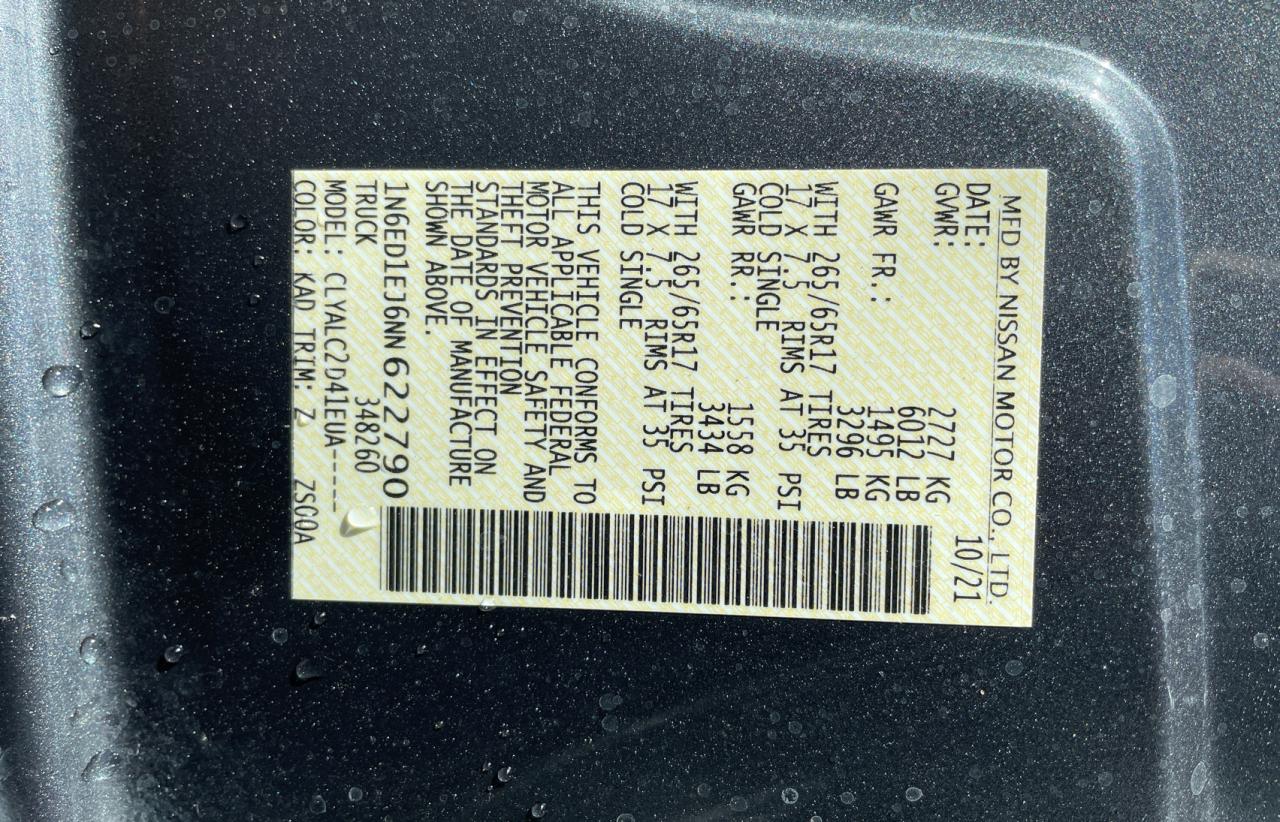 MFD BY NISSAN MOTOR CO., LTD.
DATE: 10/21
GVWR: 2727 KG
6012 LB
GAWR FR.: 1495 KG
3296 LB
WITH 265/65R17 TIRES
17 X 7.5 RIMS AT 35 PSI
COLD SINGLE
GAWR RR.: 1558 KG
3434 LB
WITH 265/65R17 TIRES
17 X 7.5 RIMS AT 35 PSI
COLD SINGLE
THIS VEHICLE CONFORMS TO
ALL APPLICABLE FEDERAL
MOTOR VEHICLE SAFETY AND
THEFT PREVENTION
STANDARDS IN EFFECT ON
THE DATE OF MANUFACTURE
SHOWN ABOVE.
1N6ED1EJ6NN622790
TRUCK 348260
MODEL: CLYALC2D41EUA-----
COLOR: KAD TRIM: Z ZSG0A